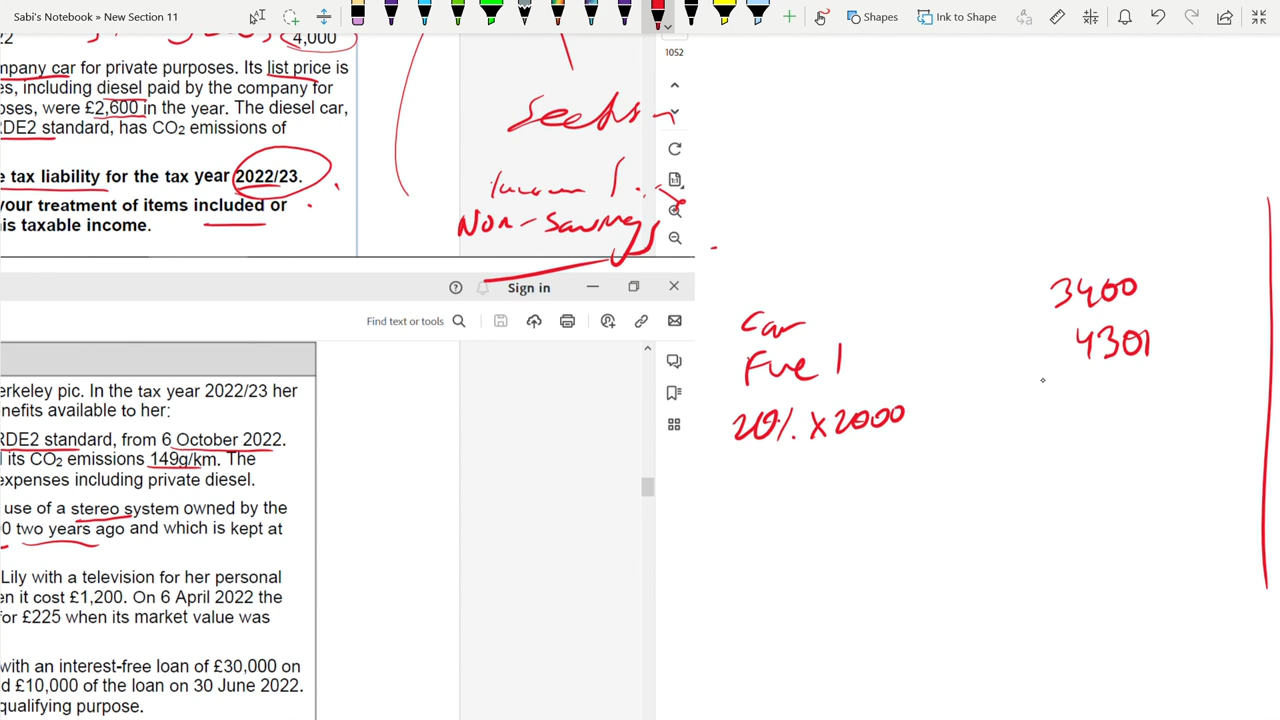 Sabi's Notebook » New Section 11
Shapes
Ink to Shape
22
4,000
mpany car for private purposes. Its list price is
es, including diesel paid by the company for
oses, were £2,600 in the year. The diesel car,
RDE2 standard, has CO2 emissions of
e tax liability for the tax year 2022/23.
your treatment of items included or
is taxable income.
Non-Savings
1052
Sign in
Find text or tools
erkeley pic. In the tax year 2022/23 her
nefits available to her:
RDE2 standard, from 6 October 2022.
d its CO2 emissions 149g/km. The
expenses including private diesel.
use of a stereo system owned by the
0 two years ago and which is kept at
Lily with a television for her personal
en it cost £1,200. On 6 April 2022 the
for £225 when its market value was
with an interest-free loan of £30,000 on
d £10,000 of the loan on 30 June 2022.
qualifying purpose.
3400
Car
4301
Fuel
20% x 2000